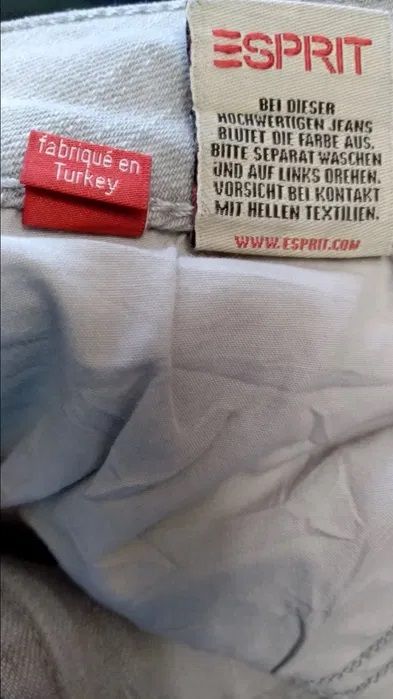 ESPRIT
BEI DIESER
HOCHWERTIGEN JEANS
BLUTET DIE FARBE AUS.
BITTE SEPARAT WASCHEN
UND AUF LINKS DREHEN.
VORSICHT BEI KONTAKT
MIT HELLEN TEXTILIEN.
WWW.ESPRIT.COM
fabriqué en
Turkey